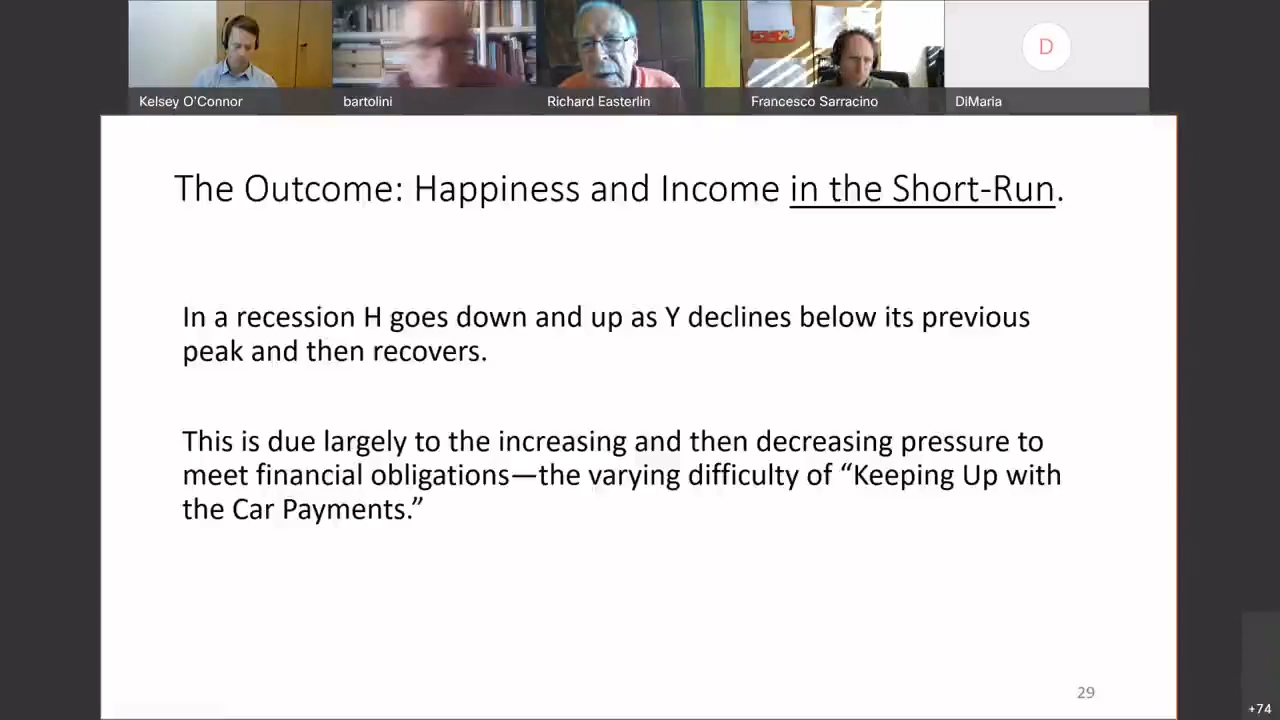 Kelsey O'Connor
bartolini
Richard Easterlin
Francesco Sarracino
D
DiMaria
The Outcome: Happiness and Income in the Short-Run.
In a recession H goes down and up as Y declines below its previous
peak and then recovers.
This is due largely to the increasing and then decreasing pressure to
meet financial obligations—the varying difficulty of “Keeping Up with
the Car Payments.”
29
+74